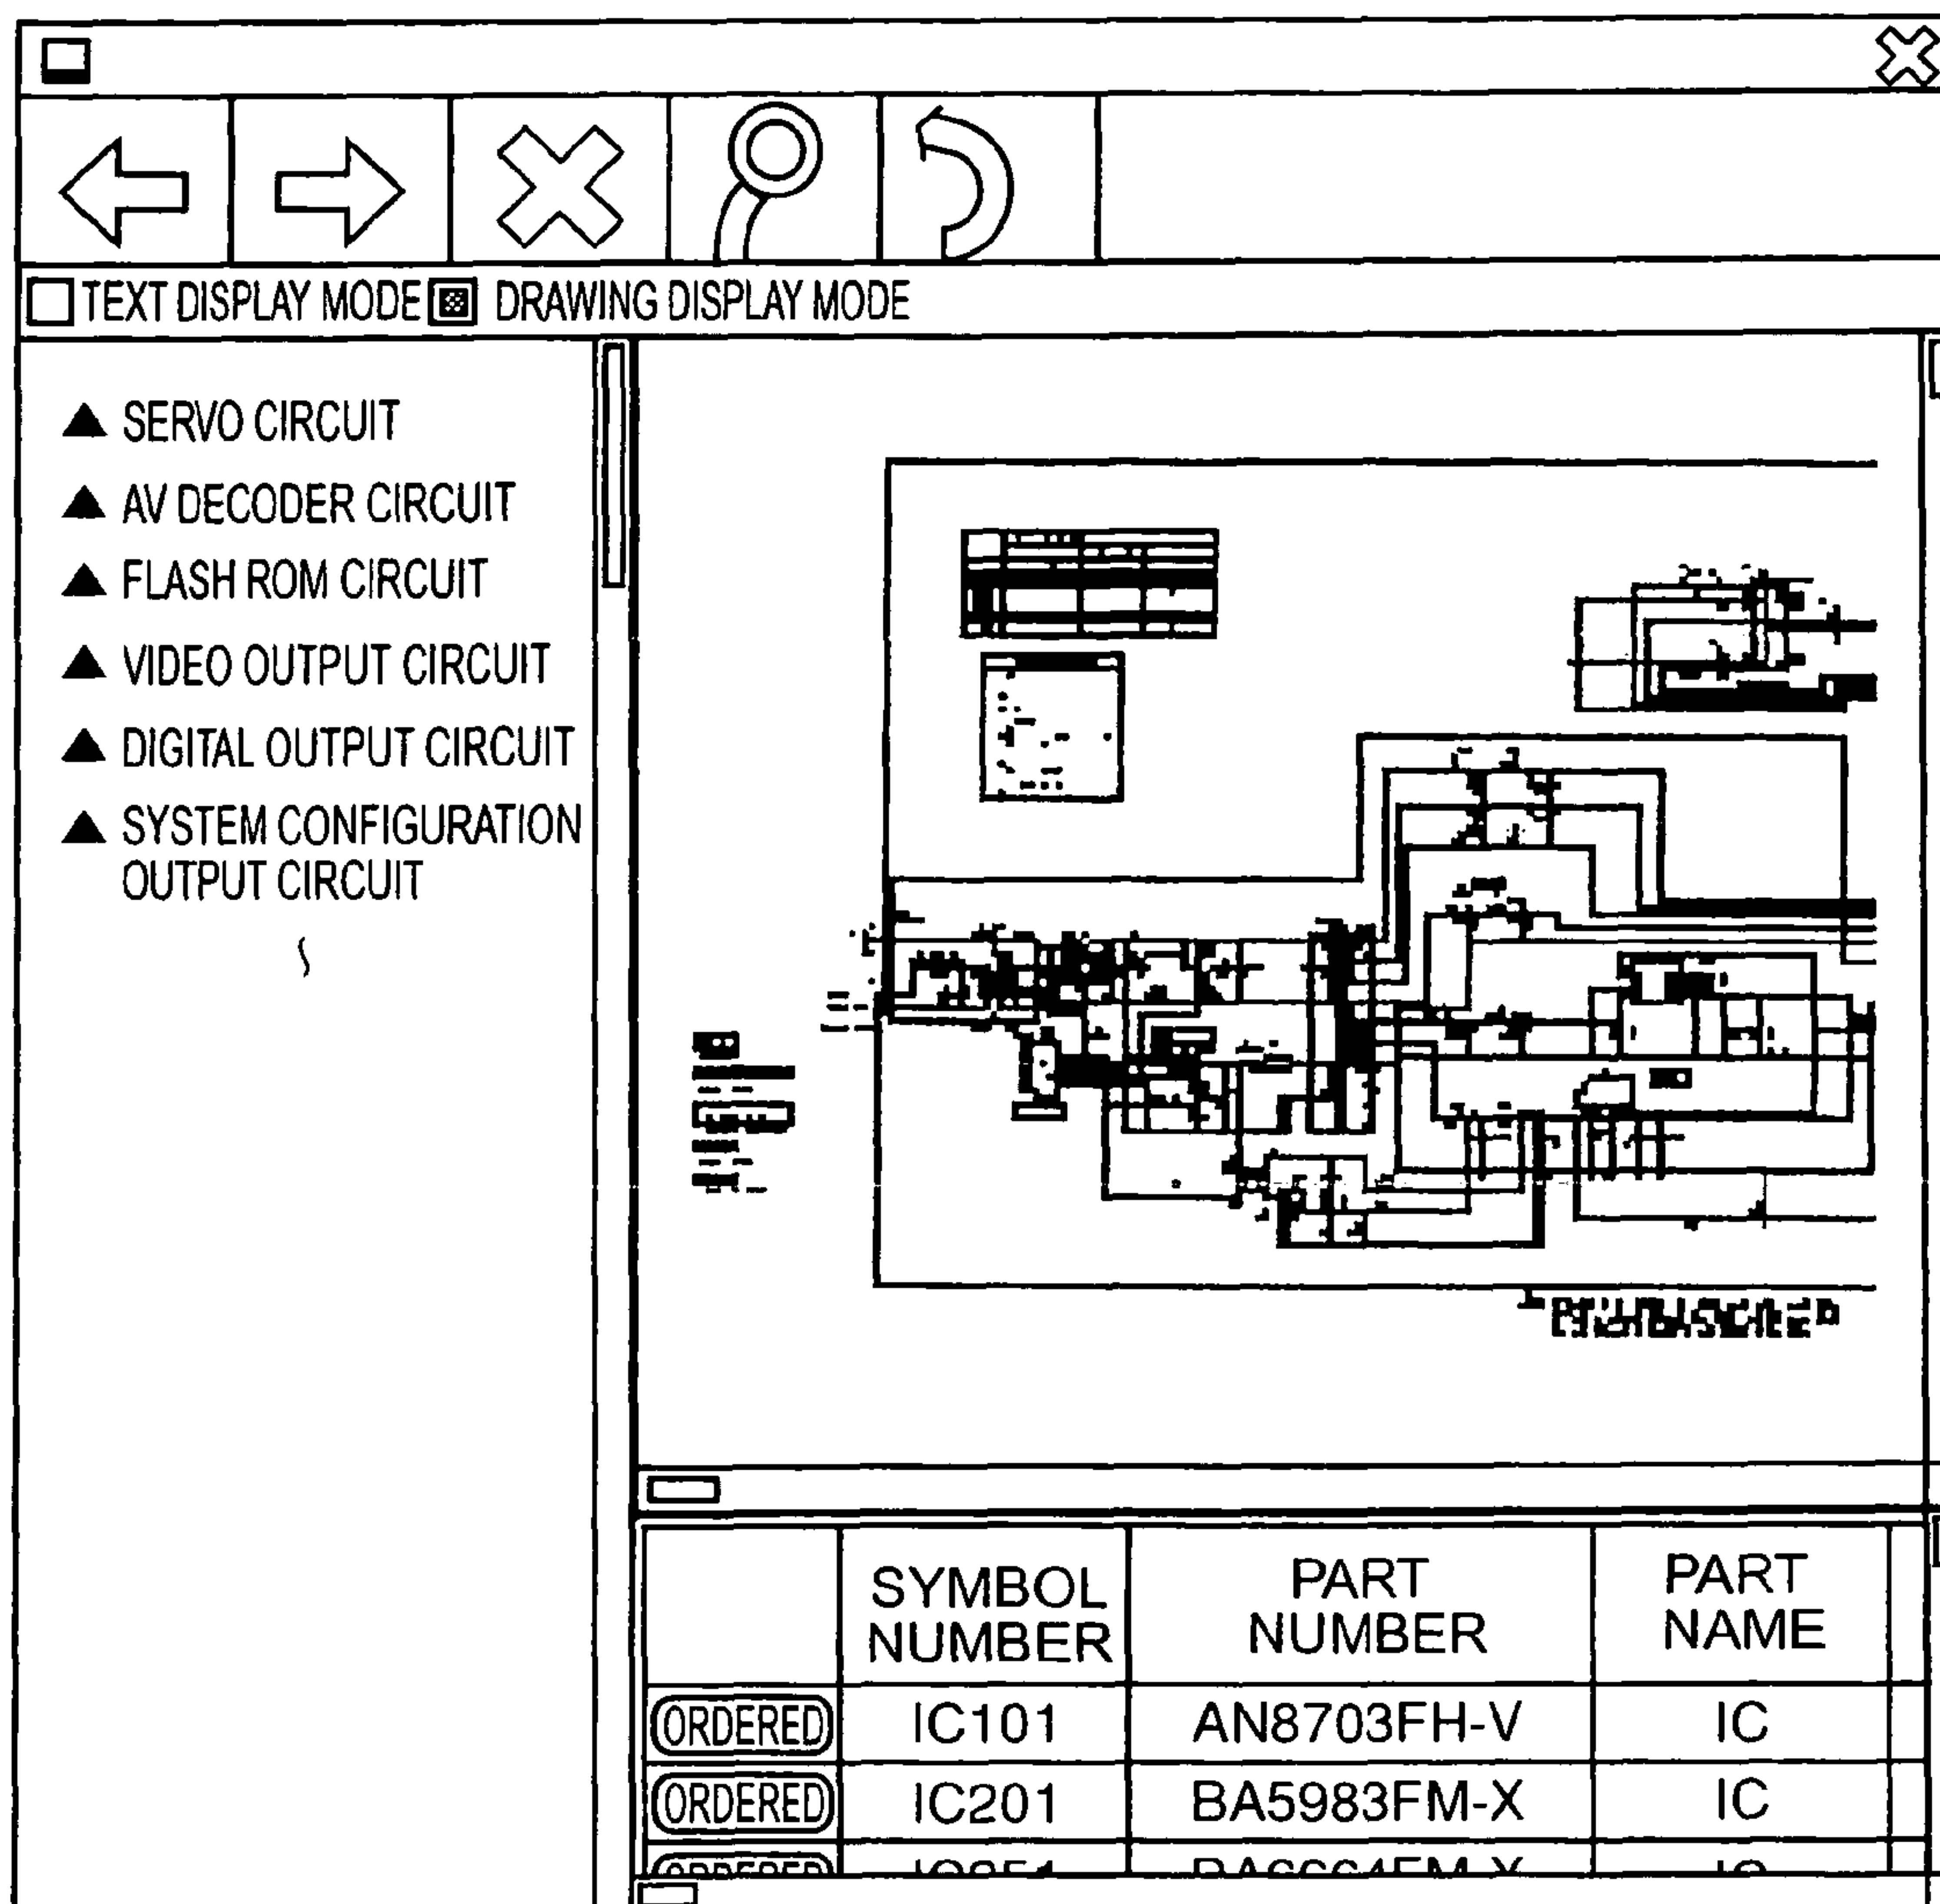 TEXT DISPLAY MODE DRAWING DISPLAY MODE
SERVO CIRCUIT
AV DECODER CIRCUIT
FLASH ROM CIRCUIT
VIDEO OUTPUT CIRCUIT
DIGITAL OUTPUT CIRCUIT
SYSTEM CONFIGURATION
OUTPUT CIRCUIT
SYMBOL NUMBER PART NUMBER PART NAME
ORDERED IC101 AN8703FH-V IC
ORDERED IC201 BA5983FM-X IC
ORDERED